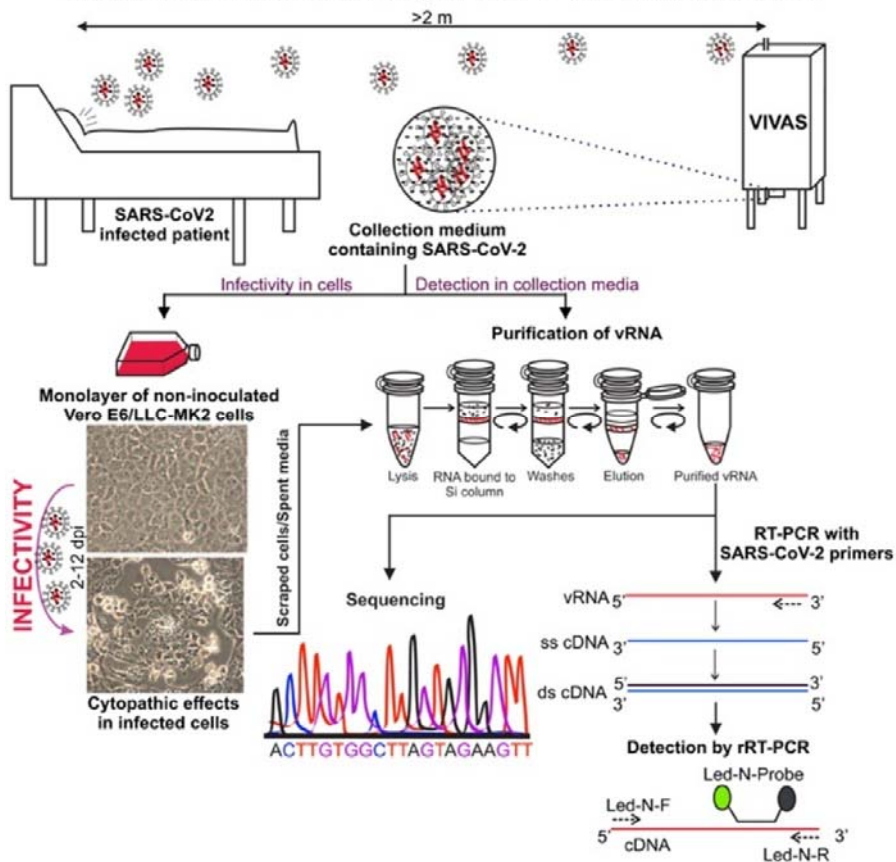 >2 m
VIVAS
SARS-CoV2
infected patient
Collection medium
containing SARS-CoV-2
Infectivity in cells
Detection in collection media
Purification of vRNA
Monolayer of non-inoculated
Vero E6/LLC-MK2 cells
Lysis
RNA bound to
Si column
Washes
Elution
Purified vRNA
INFECTIVITY
2-12 dpi
Scraped cells/Spent media
Cytopathic effects
in infected cells
Sequencing
ACTTGTGGCTTAGTAGAAGTT
RT-PCR with
SARS-CoV-2 primers
vRNA 5' 3'
ss cDNA 3' 5'
5' 3'
ds cDNA
3' 5'
Detection by rRT-PCR
Led-N-Probe
Led-N-F
5' 3'
cDNA
Led-N-R